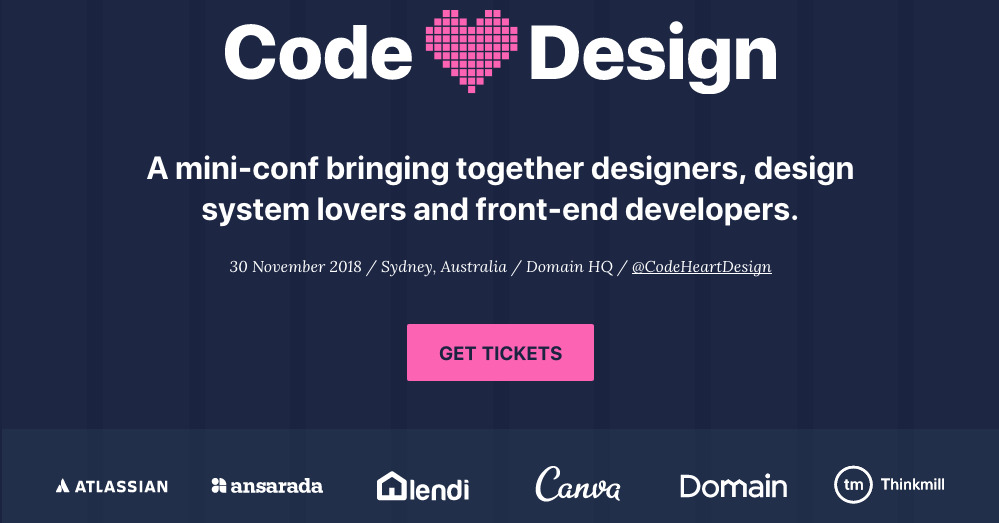 Code Design
A mini-conf bringing together designers, design
system lovers and front-end developers.
30 November 2018 / Sydney, Australia / Domain HQ / @CodeHeartDesign
GET TICKETS
ATLASSIAN ansarada lendi Canva Domain tm Thinkmill